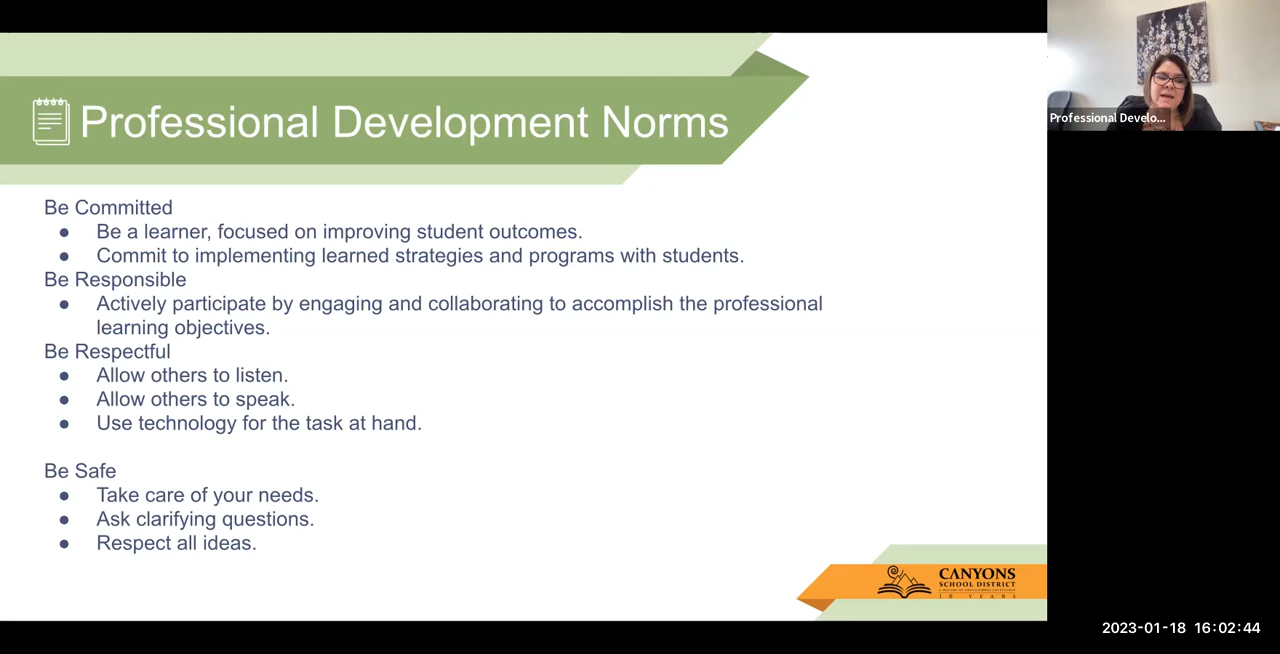 Professional Development Norms
Professional Develo...
Be Committed
● Be a learner, focused on improving student outcomes.
● Commit to implementing learned strategies and programs with students.
Be Responsible
● Actively participate by engaging and collaborating to accomplish the professional
learning objectives.
Be Respectful
● Allow others to listen.
● Allow others to speak.
● Use technology for the task at hand.
Be Safe
● Take care of your needs.
● Ask clarifying questions.
● Respect all ideas.
CANYONS
SCHOOL DISTRICT
10 YEARS
2023-01-18 16:02:44